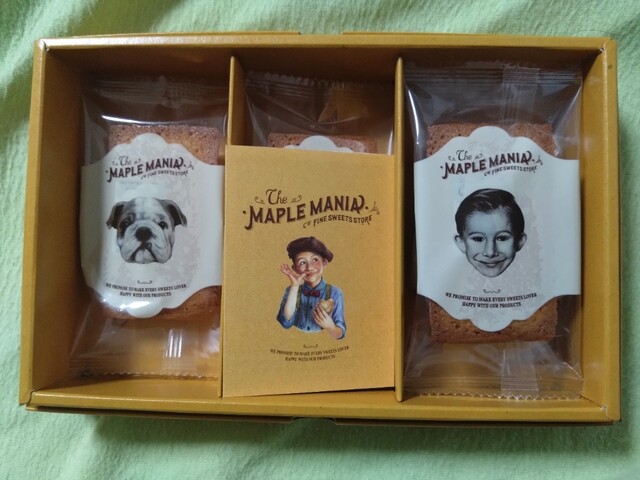 The
MAPLE MANIA
FINE SWEETS STORE
WE PROMISE TO MAKE EVERY SWEETS LOVER
HAPPY WITH OUR PRODUCTS
The
MAPLE MANIA
Cº FINE SWEETS STORE
WE PROMISE TO MAKE EVERY SWEETS LOVER
HAPPY WITH OUR PRODUCTS.
The
MAPLE MANIA
Cº FINE SWEETS STORE
WE PROMISE TO MAKE EVERY SWEETS LOVER
HAPPY WITH OUR PRODUCTS